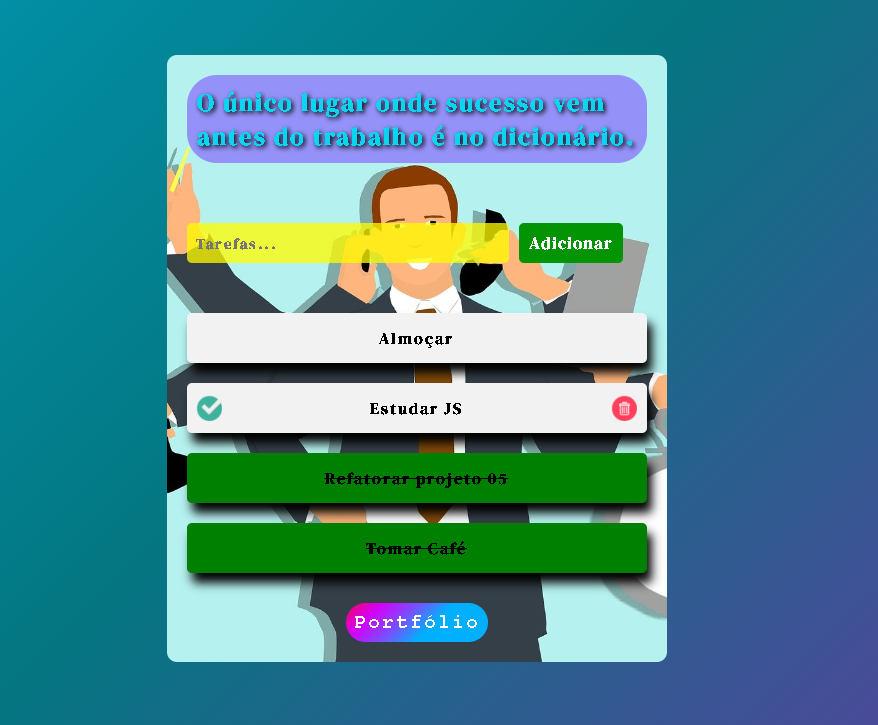 O único lugar onde sucesso vem
antes do trabalho é no dicionário.
Tarefas...
Adicionar
Almoçar
Estudar JS
Refatorar projeto 05
Tomar Café
Portfólio